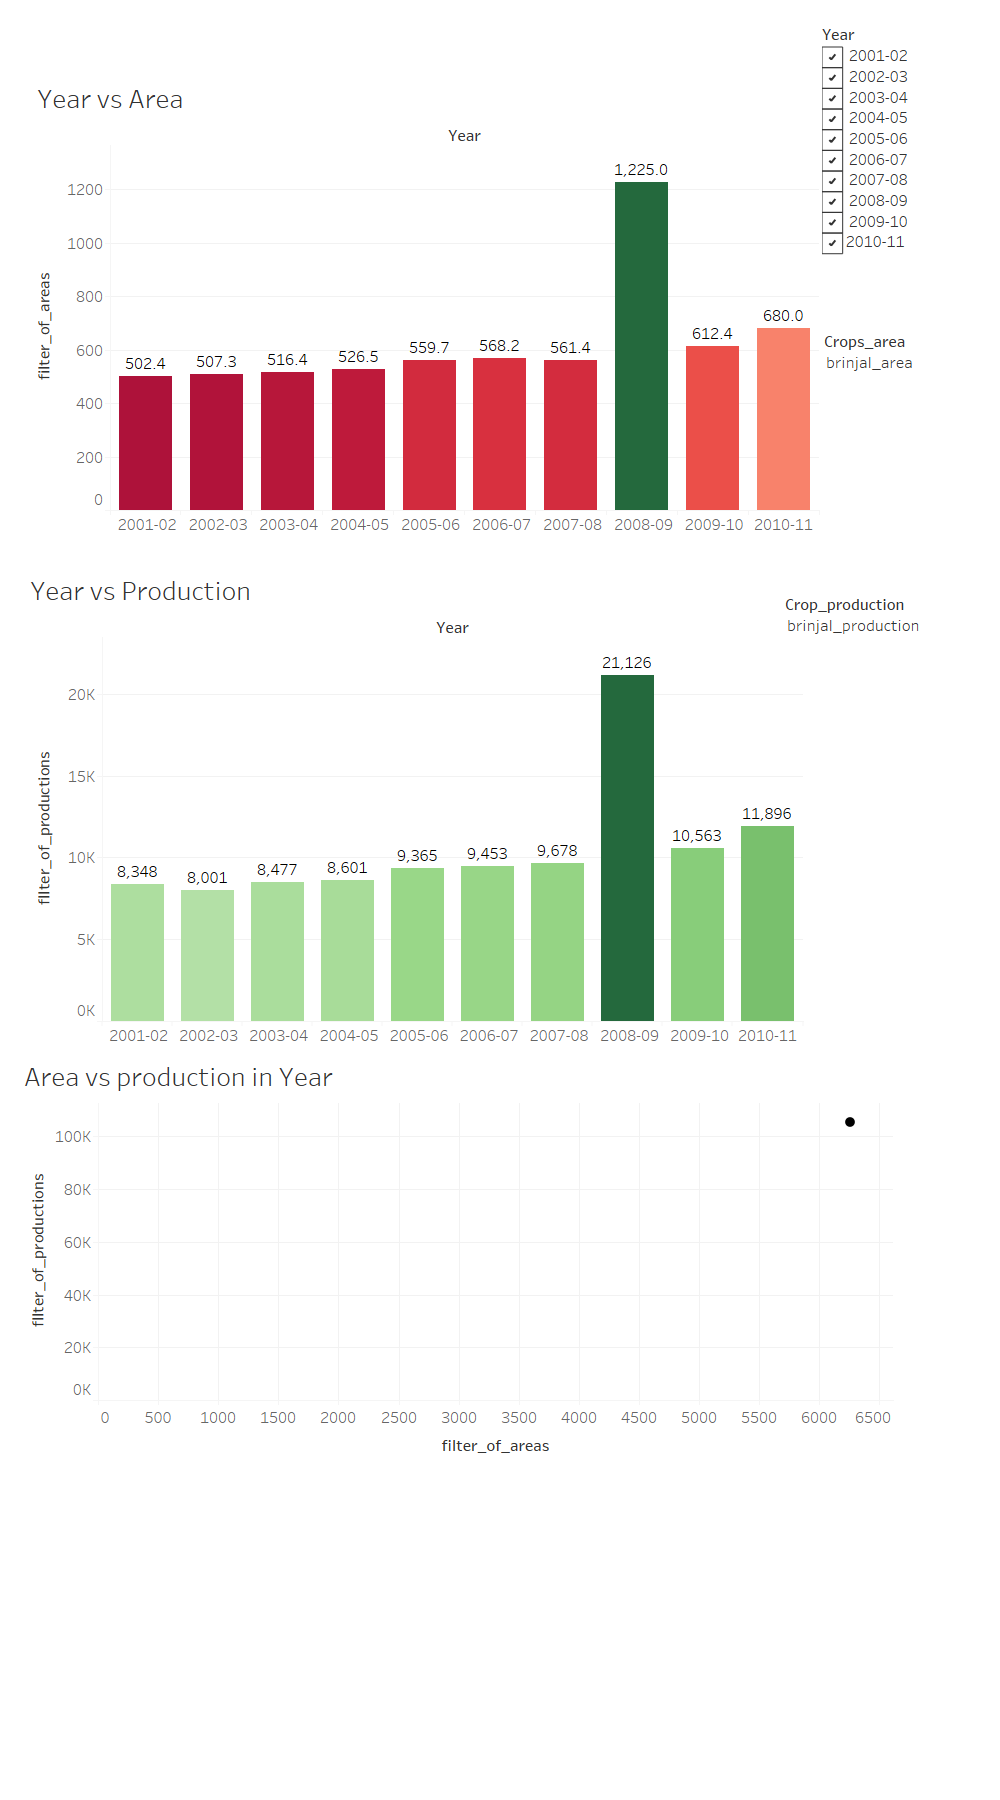 Year
2001-02
2002-03
2003-04
2004-05
2005-06
2006-07
2007-08
2008-09
2009-10
2010-11
Year vs Area
Year
filter_of_areas
1200
1000
800
600
400
200
0
502.4
507.3
516.4
526.5
559.7
568.2
561.4
1,225.0
612.4
680.0
2001-02 2002-03 2003-04 2004-05 2005-06 2006-07 2007-08 2008-09 2009-10 2010-11
Crops_area
brinjal_area
Year vs Production
Crop_production
brinjal_production
Year
filter_of_productions
20K
15K
10K
5K
0K
8,348
8,001
8,477
8,601
9,365
9,453
9,678
21,126
10,563
11,896
2001-02 2002-03 2003-04 2004-05 2005-06 2006-07 2007-08 2008-09 2009-10 2010-11
Area vs production in Year
filter_of_productions
100K
80K
60K
40K
20K
0K
0 500 1000 1500 2000 2500 3000 3500 4000 4500 5000 5500 6000 6500
filter_of_areas